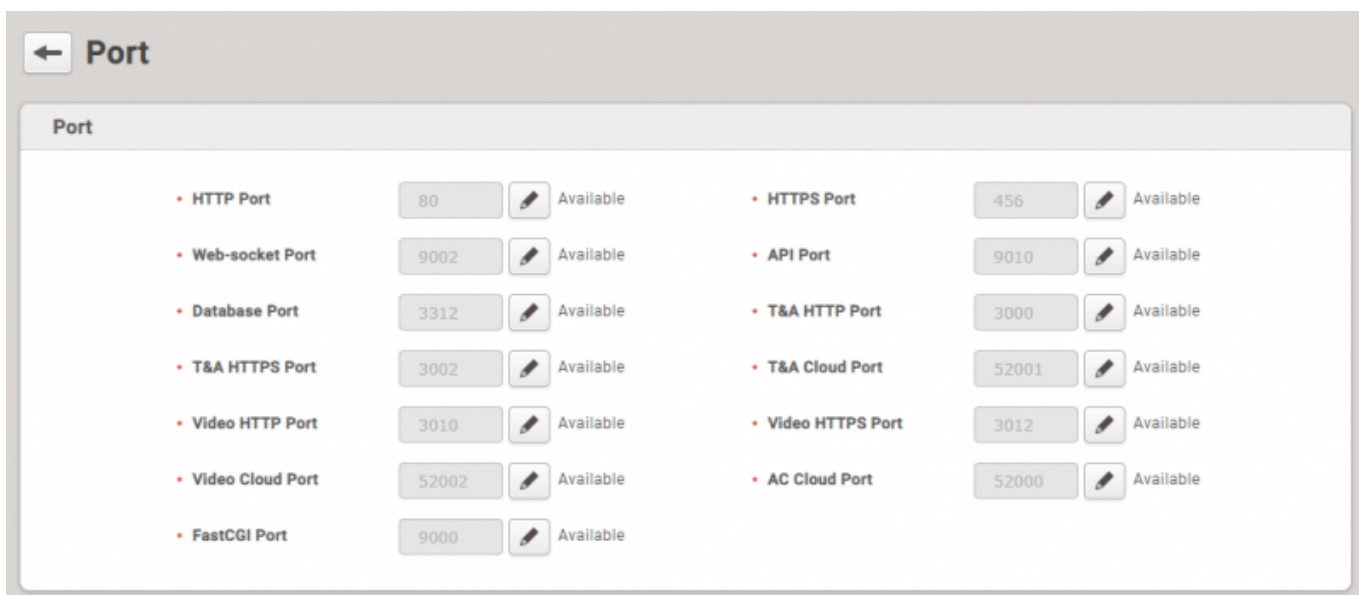 Port
Port
HTTP Port 80 Available HTTPS Port 456 Available
Web-socket Port 9002 Available API Port 9010 Available
Database Port 3312 Available T&A HTTP Port 3000 Available
T&A HTTPS Port 3002 Available T&A Cloud Port 52001 Available
Video HTTP Port 3010 Available Video HTTPS Port 3012 Available
Video Cloud Port 52002 Available AC Cloud Port 52000 Available
FastCGI Port 9000 Available